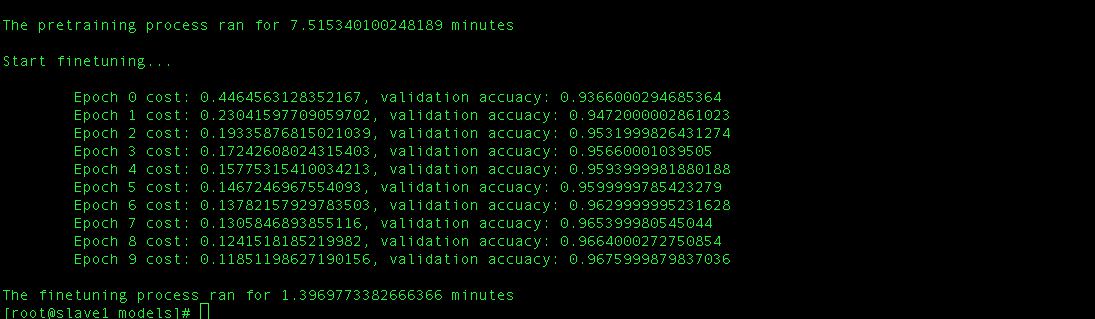 The pretraining process ran for 7.515340100248189 minutes
Start finetuning...
Epoch 0 cost: 0.4464563128352167, validation accuacy: 0.9366000294685364
Epoch 1 cost: 0.23041597709059702, validation accuacy: 0.9472000002861023
Epoch 2 cost: 0.19335876815021039, validation accuacy: 0.9531999826431274
Epoch 3 cost: 0.17242608024315403, validation accuacy: 0.95660001039505
Epoch 4 cost: 0.15775315410034213, validation accuacy: 0.9593999981880188
Epoch 5 cost: 0.1467246967554093, validation accuacy: 0.9599999785423279
Epoch 6 cost: 0.13782157929783503, validation accuacy: 0.9629999995231628
Epoch 7 cost: 0.1305846893855116, validation accuacy: 0.965399980545044
Epoch 8 cost: 0.1241518185219982, validation accuacy: 0.9664000272750854
Epoch 9 cost: 0.11851198627190156, validation accuacy: 0.9675999879837036
The finetuning process ran for 1.3969773382666366 minutes
[root@slave1 models]#